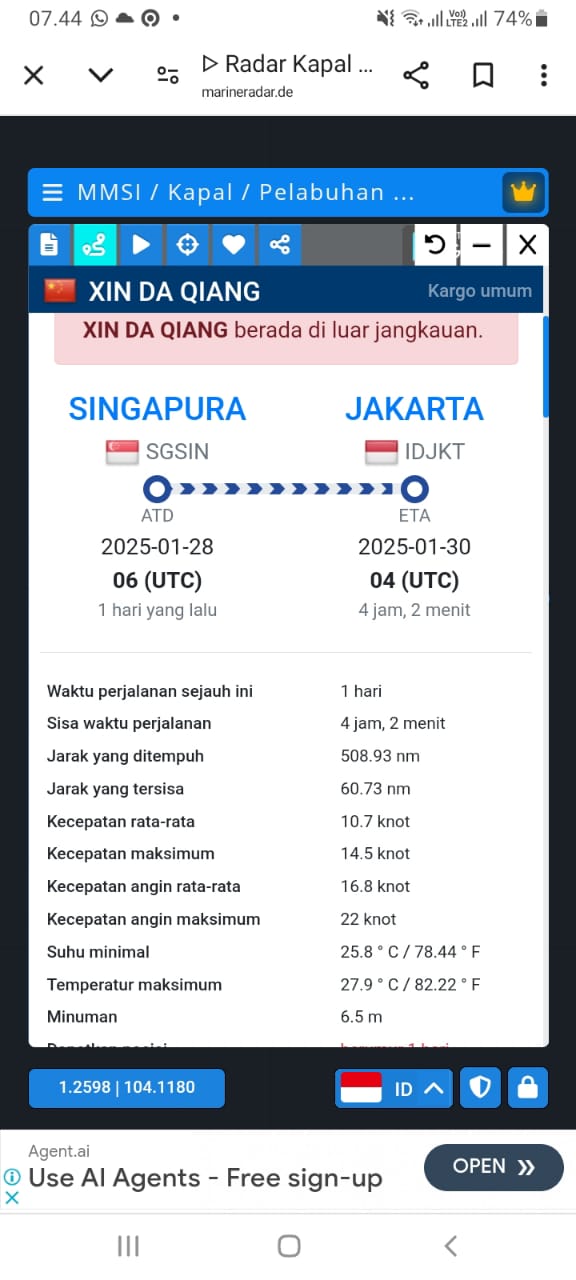 07.44
Vo))
LTE2
74%
▷ Radar Kapal ...
marineradar.de
MMSI / Kapal / Pelabuhan ...
XIN DA QIANG
Kargo umum
XIN DA QIANG berada di luar jangkauan.
SINGAPURA JAKARTA
SGSIN IDJKT
ATD ETA
2025-01-28 2025-01-30
06 (UTC) 04 (UTC)
1 hari yang lalu 4 jam, 2 menit
Waktu perjalanan sejauh ini 1 hari
Sisa waktu perjalanan 4 jam, 2 menit
Jarak yang ditempuh 508.93 nm
Jarak yang tersisa 60.73 nm
Kecepatan rata-rata 10.7 knot
Kecepatan maksimum 14.5 knot
Kecepatan angin rata-rata 16.8 knot
Kecepatan angin maksimum 22 knot
Suhu minimal 25.8 ° C / 78.44 ° F
Temperatur maksimum 27.9 ° C / 82.22 ° F
Minuman 6.5 m
1.2598 | 104.1180
ID
Agent.ai
Use AI Agents - Free sign-up
OPEN »